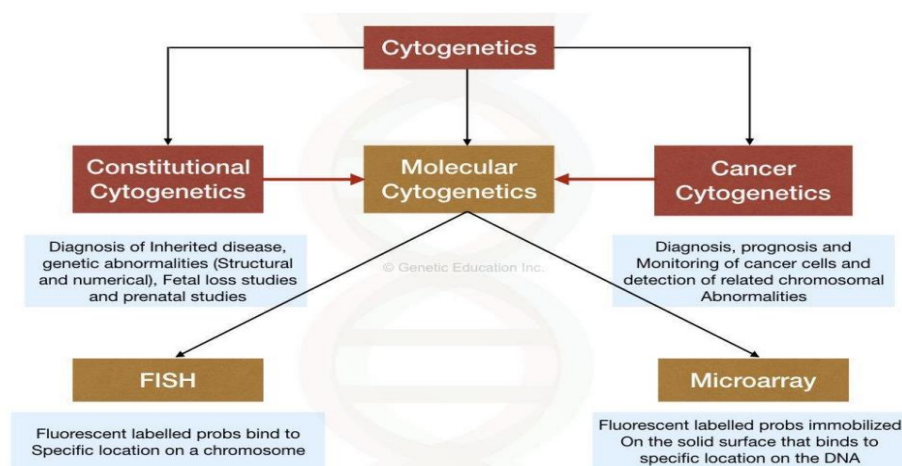 Cytogenetics
Constitutional
Cytogenetics
Molecular
Cytogenetics
Cancer
Cytogenetics
Diagnosis of Inherited disease,
genetic abnormalities (Structural
and numerical), Fetal loss studies
and prenatal studies
© Genetic Education Inc.
Diagnosis, prognosis and
Monitoring of cancer cells and
detection of related chromosomal
Abnormalities
FISH
Microarray
Fluorescent labelled probs bind to
Specific location on a chromosome
Fluorescent labelled probs immobilized
On the solid surface that binds to
specific location on the DNA